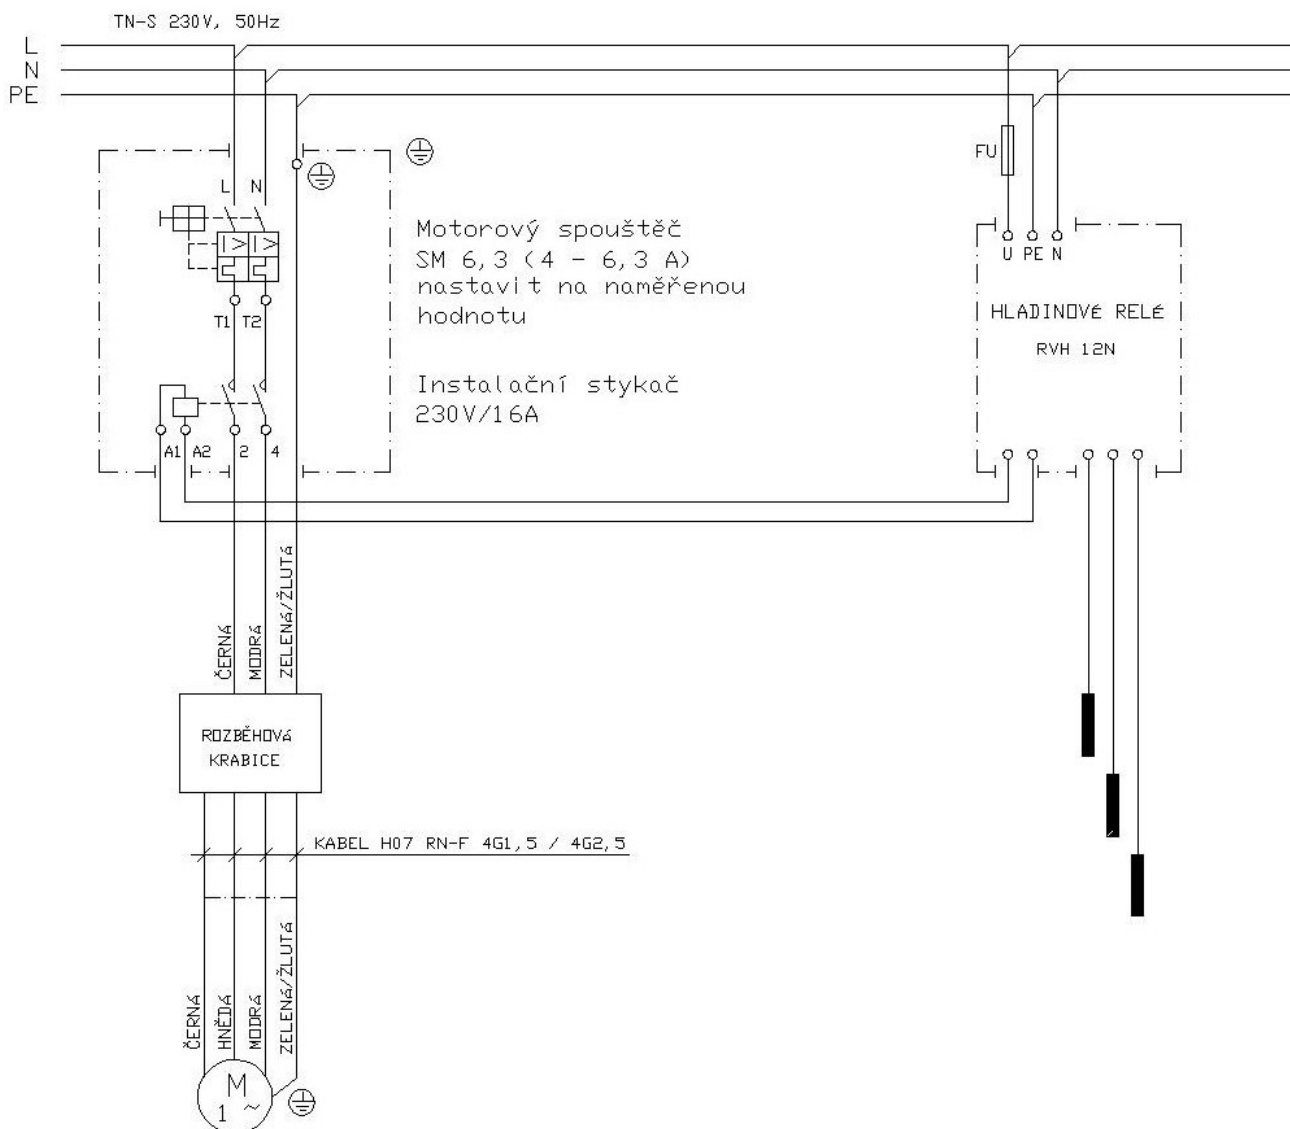 TN-S 230V, 50Hz
L
N
PE
FU
L N
U PE N
Motorový spouštěč
SM 6,3 (4 - 6,3 A)
nastavit na naměřenou
hodnotu
I> I>
T1 T2
HLADINOVÉ RELÉ
RVH 12N
Instalační stykač
230V/16A
A1 A2 2 4
ČERNÁ
MODRÁ
ZELENÁ/ŽLUTÁ
ROZBĚHOVÁ
KRABICE
KABEL H07 RN-F 4G1,5 / 4G2,5
ČERNÁ
HNĚDÁ
MODRÁ
ZELENÁ/ŽLUTÁ
M
1 ~